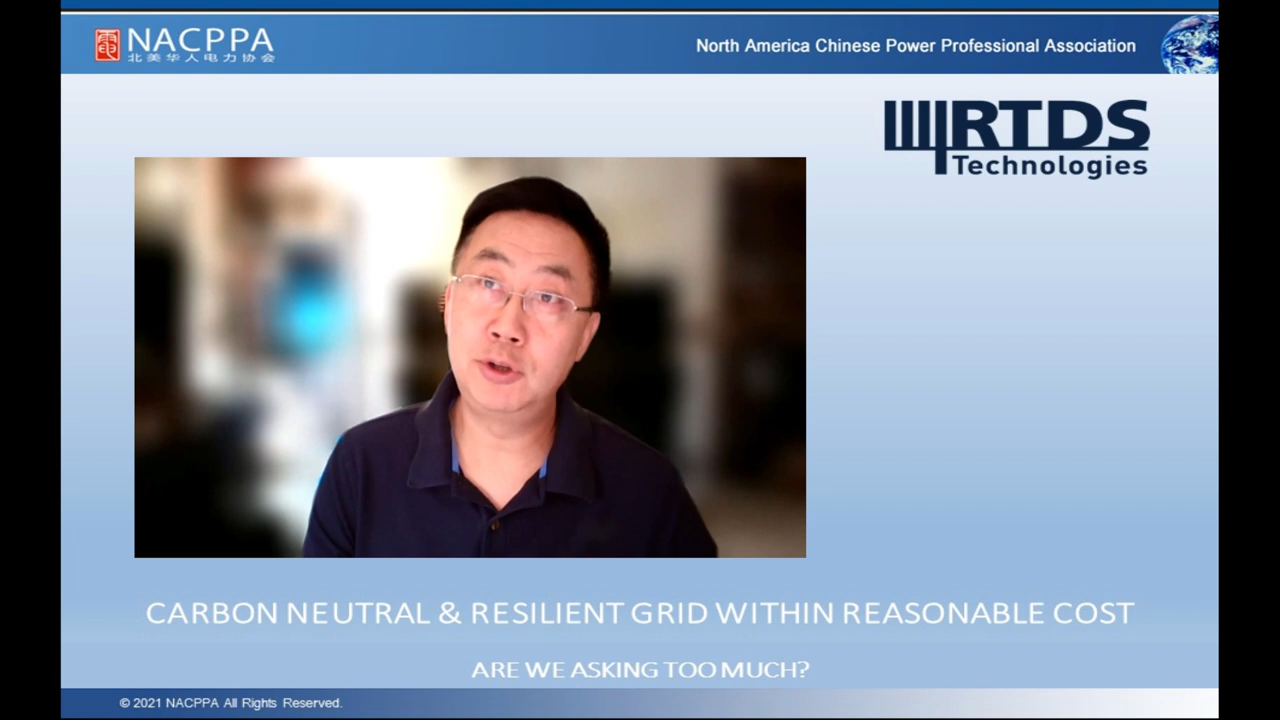 電 NACPPA
北美华人电力协会
North America Chinese Power Professional Association
RTDS
Technologies
CARBON NEUTRAL & RESILIENT GRID WITHIN REASONABLE COST
ARE WE ASKING TOO MUCH?
© 2021 NACPPA All Rights Reserved.